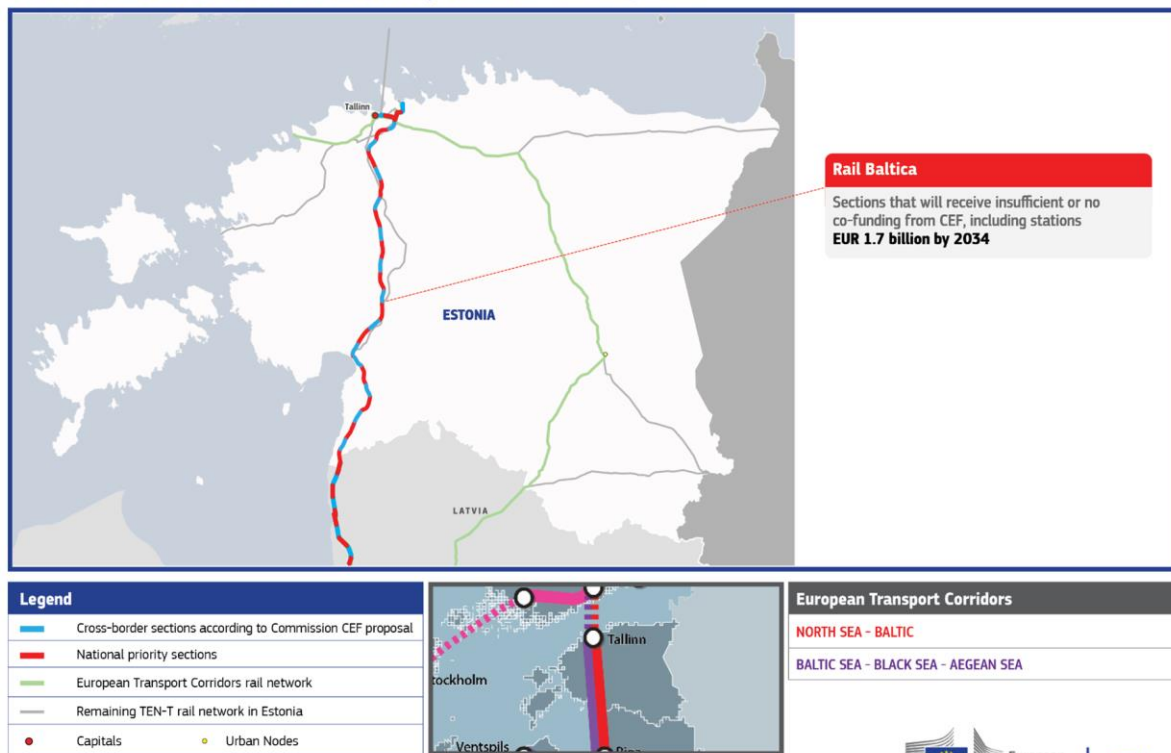 Tallinn
ESTONIA
LATVIA
Rail Baltica
Sections that will receive insufficient or no
co-funding from CEF, including stations
EUR 1.7 billion by 2034
Legend
Cross-border sections according to Commission CEF proposal
National priority sections
European Transport Corridors rail network
Remaining TEN-T rail network in Estonia
Capitals
Urban Nodes
Tallinn
tockholm
Ventspils
European Transport Corridors
NORTH SEA - BALTIC
BALTIC SEA - BLACK SEA - AEGEAN SEA